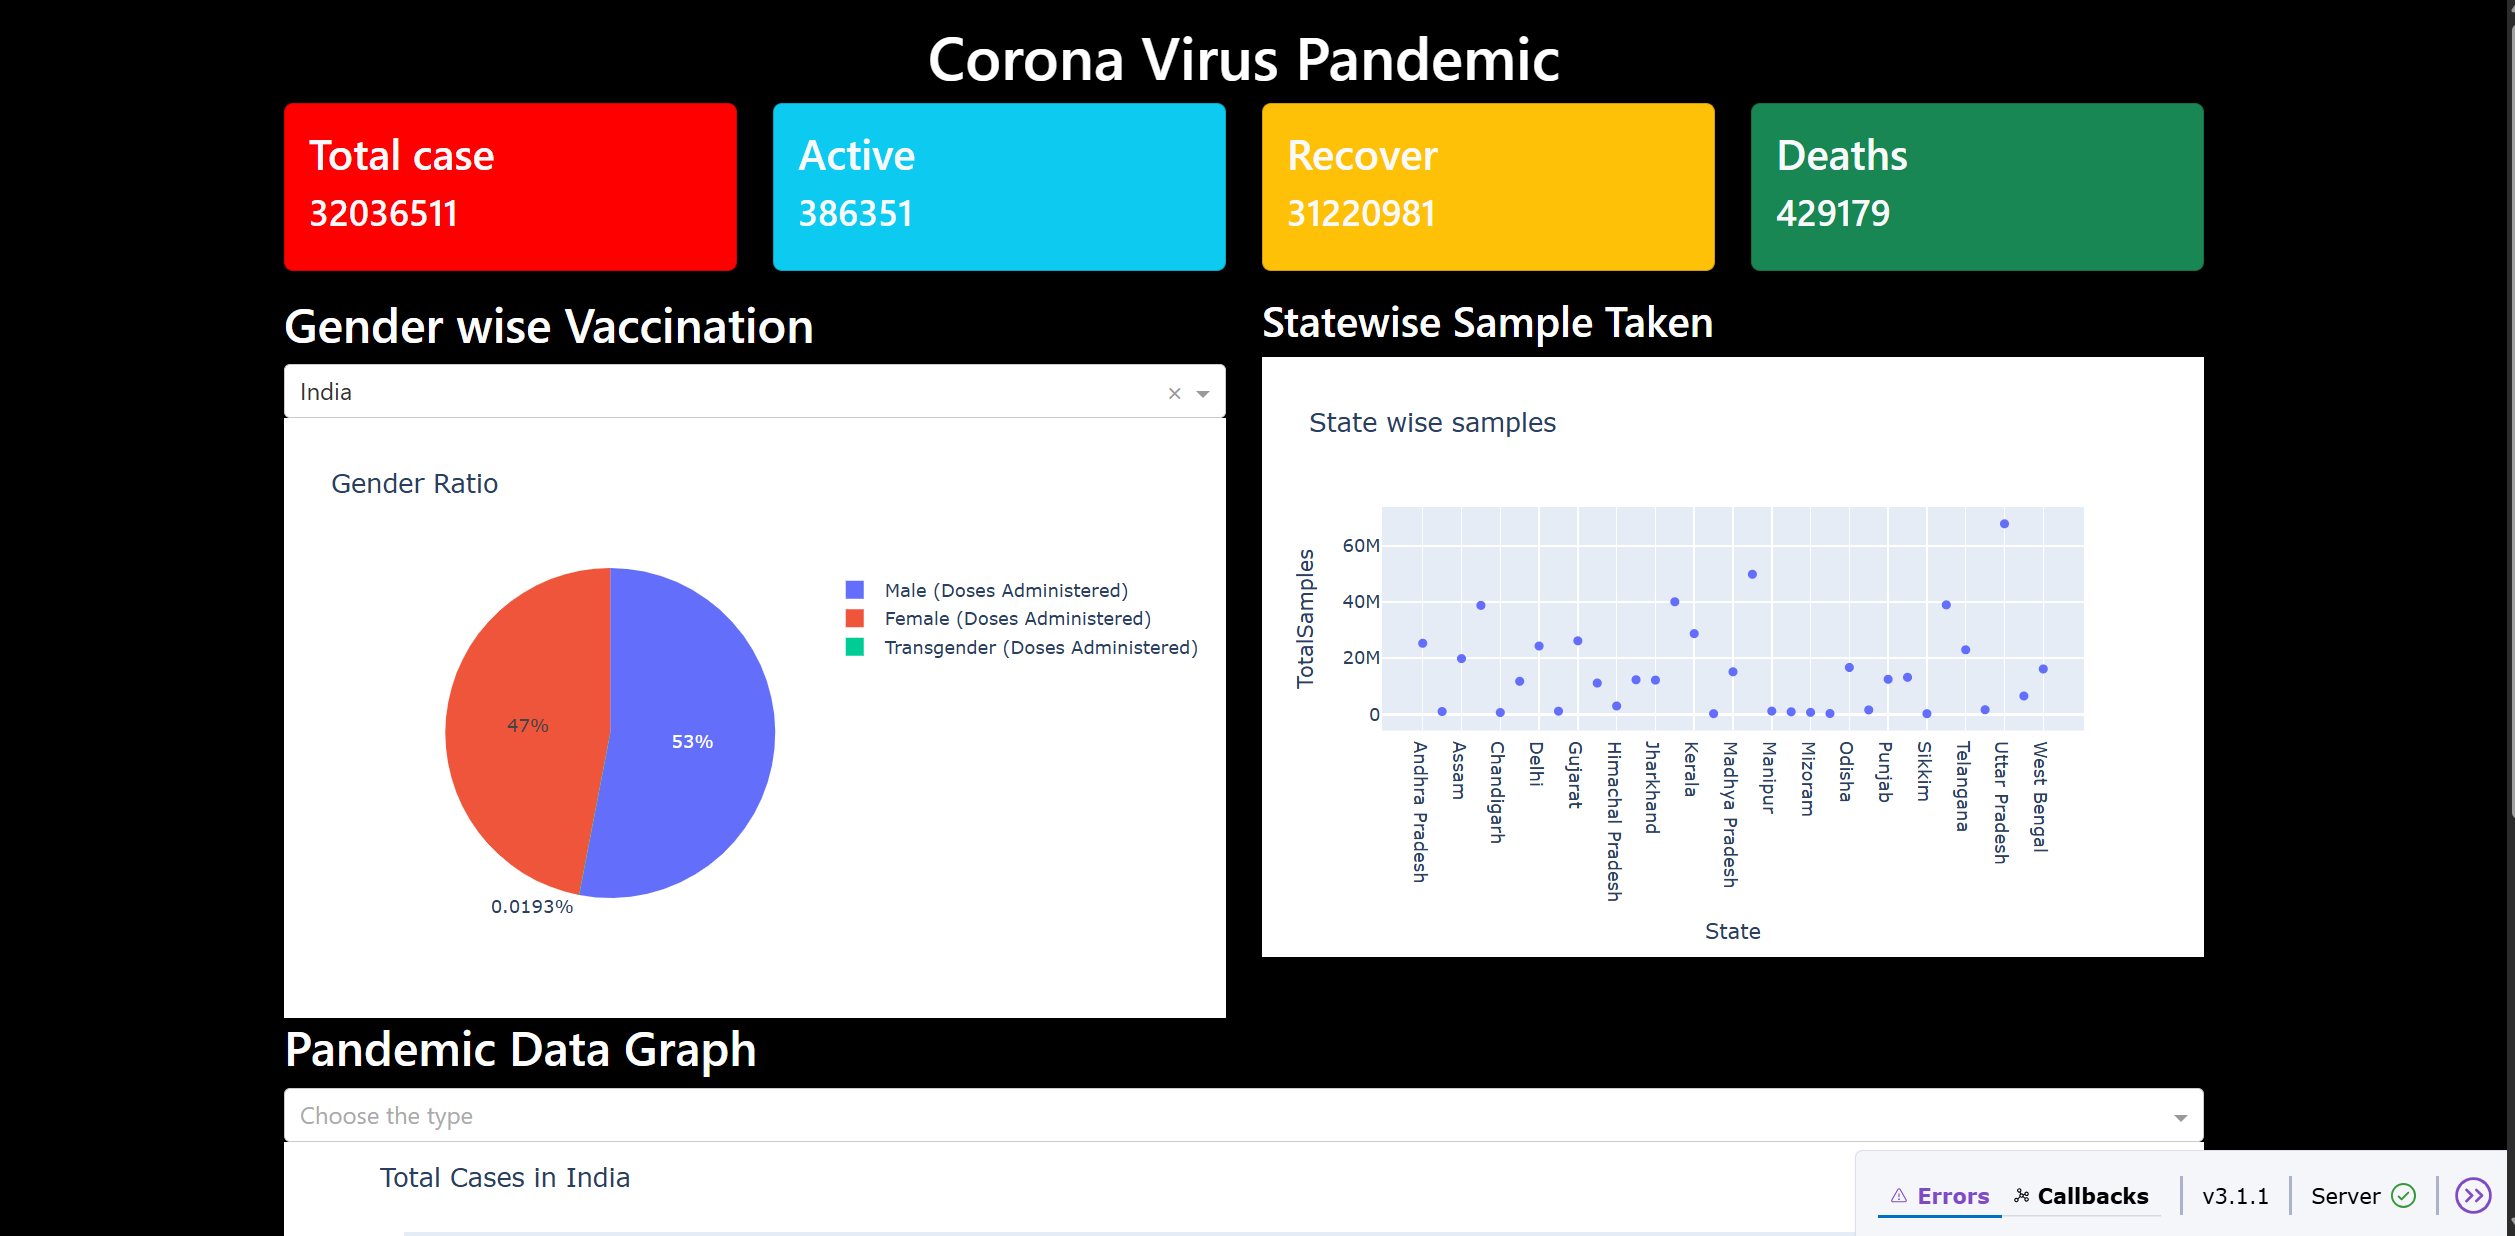 Corona Virus Pandemic
Total case
32036511
Active
386351
Recover
31220981
Deaths
429179
Gender wise Vaccination
India
Gender Ratio
Male (Doses Administered)
Female (Doses Administered)
Transgender (Doses Administered)
47%
53%
0.0193%
Statewise Sample Taken
State wise samples
TotalSamples
60M
40M
20M
0
Andhra Pradesh
Assam
Chandigarh
Delhi
Gujarat
Himachal Pradesh
Jharkhand
Kerala
Madhya Pradesh
Manipur
Mizoram
Odisha
Punjab
Sikkim
Telangana
Uttar Pradesh
West Bengal
State
Pandemic Data Graph
Choose the type
Total Cases in India
Errors
Callbacks
v3.1.1
Server